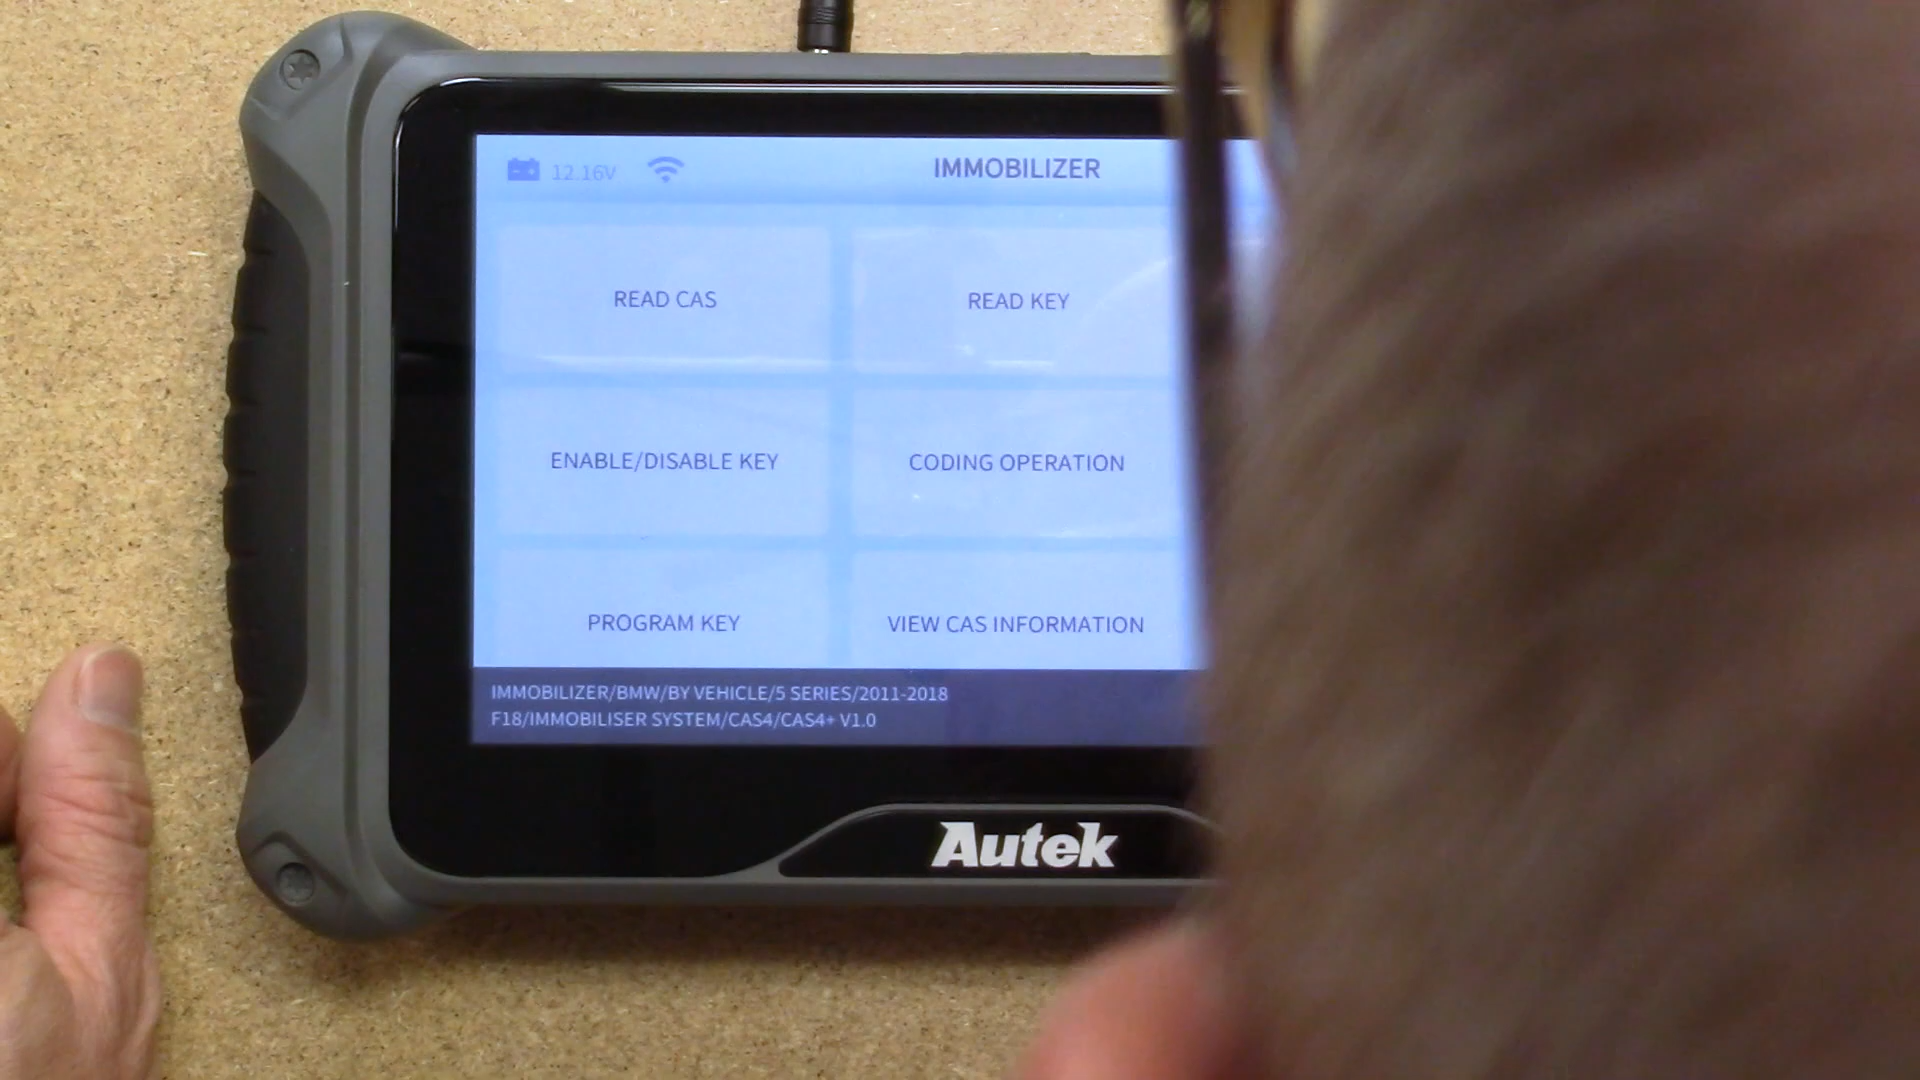 12.16V
IMMOBILIZER
READ CAS
READ KEY
ENABLE/DISABLE KEY
CODING OPERATION
PROGRAM KEY
VIEW CAS INFORMATION
IMMOBILIZER/BMW/BY VEHICLE/5 SERIES/2011-2018
F18/IMMOBILISER SYSTEM/CAS4/CAS4+ V1.0
Autek